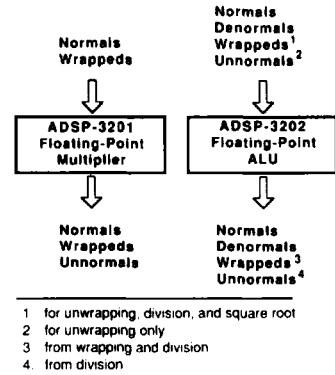 Normals
Wrappeds
ADSP-3201
Floating-Point
Multiplier
Normals
Wrappeds
Unnormals
Normals
Denormals
Wrappeds1
Unnormals2
ADSP-3202
Floating-Point
ALU
Normals
Denormals
Wrappeds3
Unnormals4
1 for unwrapping, division, and square root
2 for unwrapping only
3 from wrapping and division
4. from division